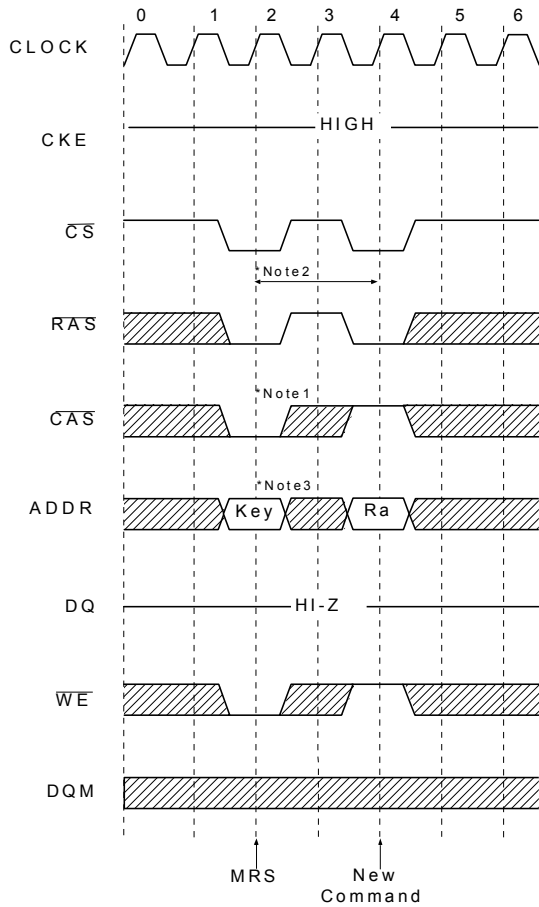 0 1 2 3 4 5 6
CLOCK
HIGH
CKE
CS
*Note2
RAS
*Note1
CAS
*Note3
ADDR Key Ra
DQ HI-Z
WE
DQM
MRS New
Command